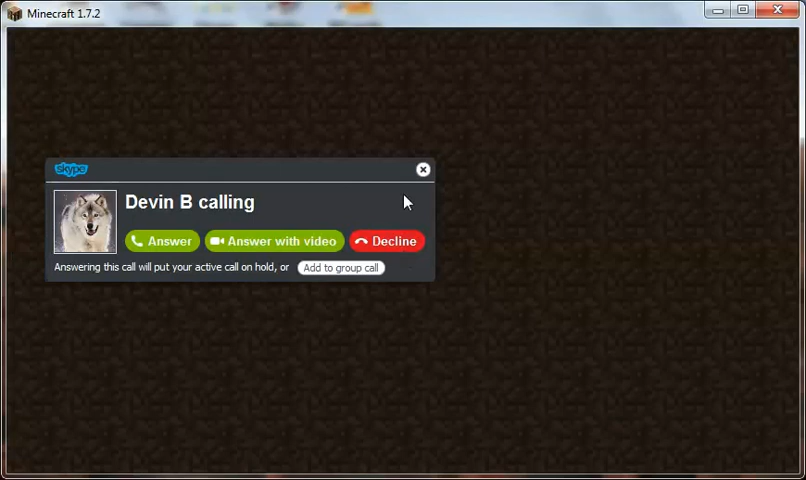 Minecraft 1.7.2
skype
Devin B calling
Answer
Answer with video
Decline
Answering this call will put your active call on hold, or
Add to group call